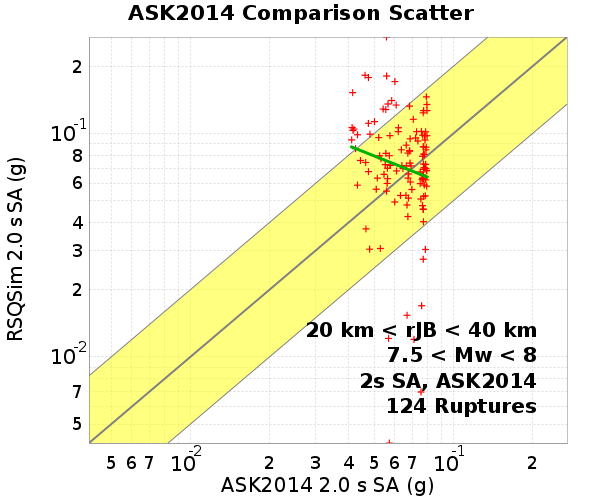 ASK2014 Comparison Scatter
RSQSim 2.0 s SA (g)
2
10^-1
8
6
4
3
2
10^-2
7
5
20 km < rJB < 40 km
7.5 < Mw < 8
2s SA, ASK2014
124 Ruptures
5 6 7 10^-2 2 3 4 5 6 7 10^-1 2
ASK2014 2.0 s SA (g)